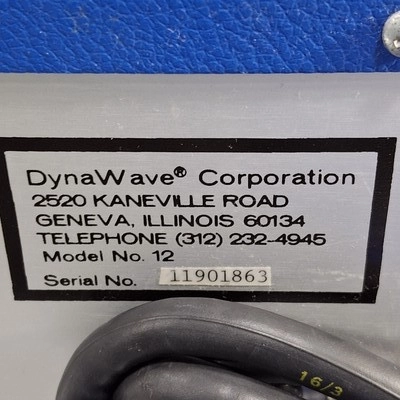 DynaWave® Corporation
2520 KANEVILLE ROAD
GENEVA, ILLINOIS 60134
TELEPHONE (312) 232-4945
Model No. 12
Serial No. 11901863
16/3